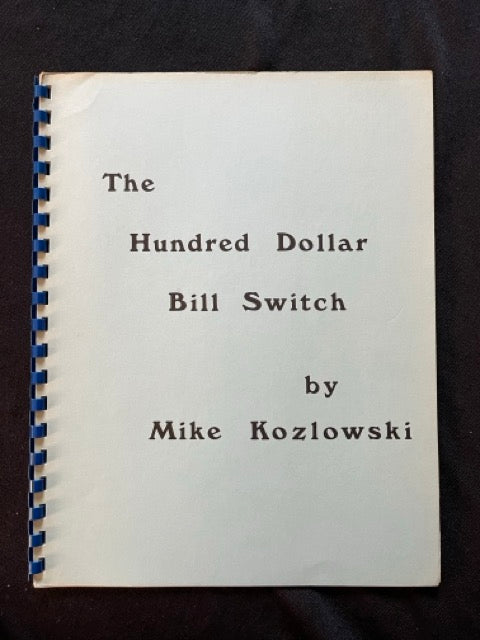 The
Hundred Dollar
Bill Switch
by
Mike Kozlowski